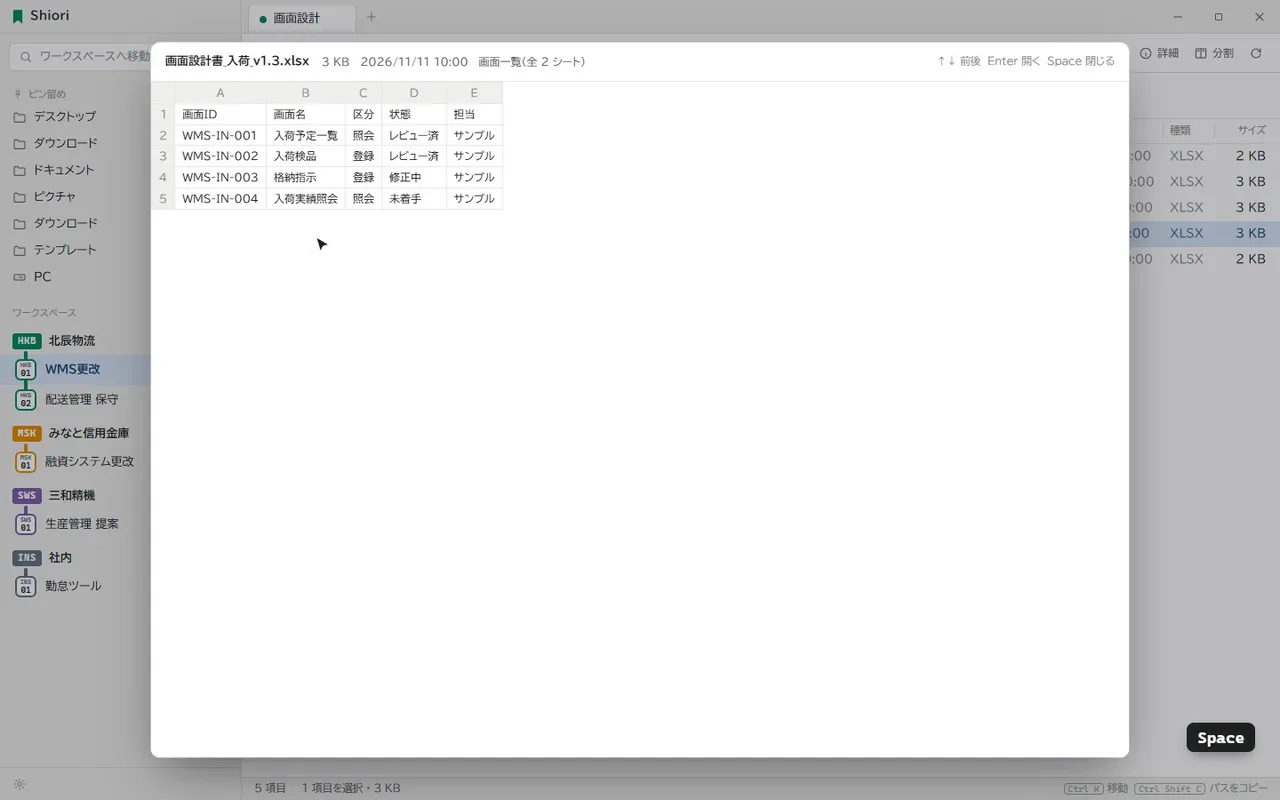 Shiori
画面設計
ワークスペースへ移動
ピン留め
デスクトップ
ダウンロード
ドキュメント
ピクチャ
ダウンロード
テンプレート
PC
ワークスペース
HKB 北辰物流
HKB 01 WMS更改
HKB 02 配送管理 保守
MSK みなと信用金庫
MSK 01 融資システム更改
SWS 三和精機
SWS 01 生産管理 提案
INS 社内
INS 01 勤怠ツール
画面設計書_入荷_v1.3.xlsx 3 KB 2026/11/11 10:00 画面一覧(全 2 シート)
↑↓ 前後 Enter 開く Space 閉じる
A B C D E
1 画面ID 画面名 区分 状態 担当
2 WMS-IN-001 入荷予定一覧 照会 レビュー済 サンプル
3 WMS-IN-002 入荷検品 登録 レビュー済 サンプル
4 WMS-IN-003 格納指示 登録 修正中 サンプル
5 WMS-IN-004 入荷実績照会 照会 未着手 サンプル
詳細 分割
種類 サイズ
:00 XLSX 2 KB
:00 XLSX 3 KB
:00 XLSX 3 KB
:00 XLSX 3 KB
:00 XLSX 2 KB
Space
5 項目 1 項目を選択・3 KB
Ctrl K 移動 Ctrl Shift C パスをコピー